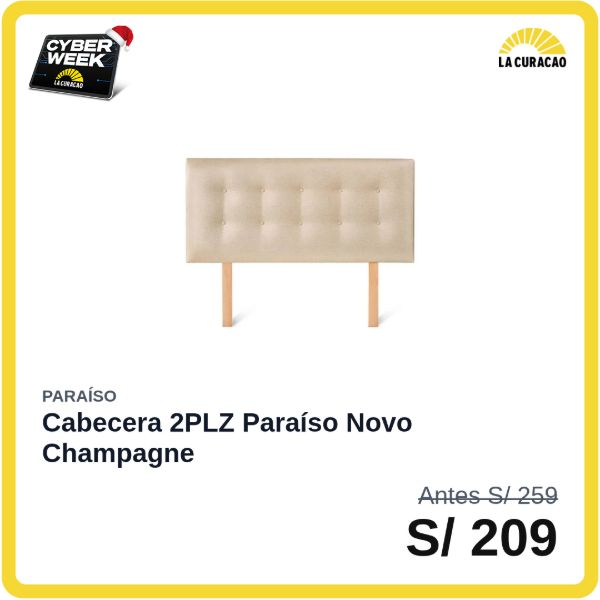 CYBER
WEEK
LA CURACAO
LA CURACAO
PARAÍSO
Cabecera 2PLZ Paraíso Novo
Champagne
Antes S/ 259
S/ 209